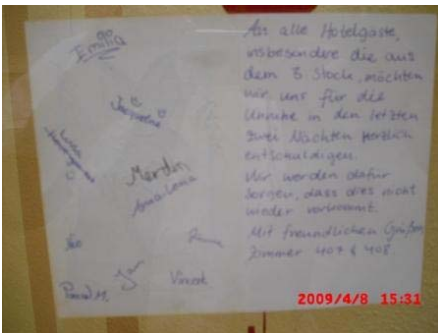 Emilia
Jacqueline
Merdin
Anna-Lena
Jan
Vincent
Pascal M.
An alle Hotelgäste,
insbesondere die aus
dem 3 Stock, möchten
wir uns für die
Unruhe in den letzten
zwei Nächten herzlich
entschuldigen.
Wir werden dafür
sorgen, dass dies nicht
wieder vorkommt.
Mit freundlichen Grüßen
Zimmer 407 & 408
2009/4/8 15:31